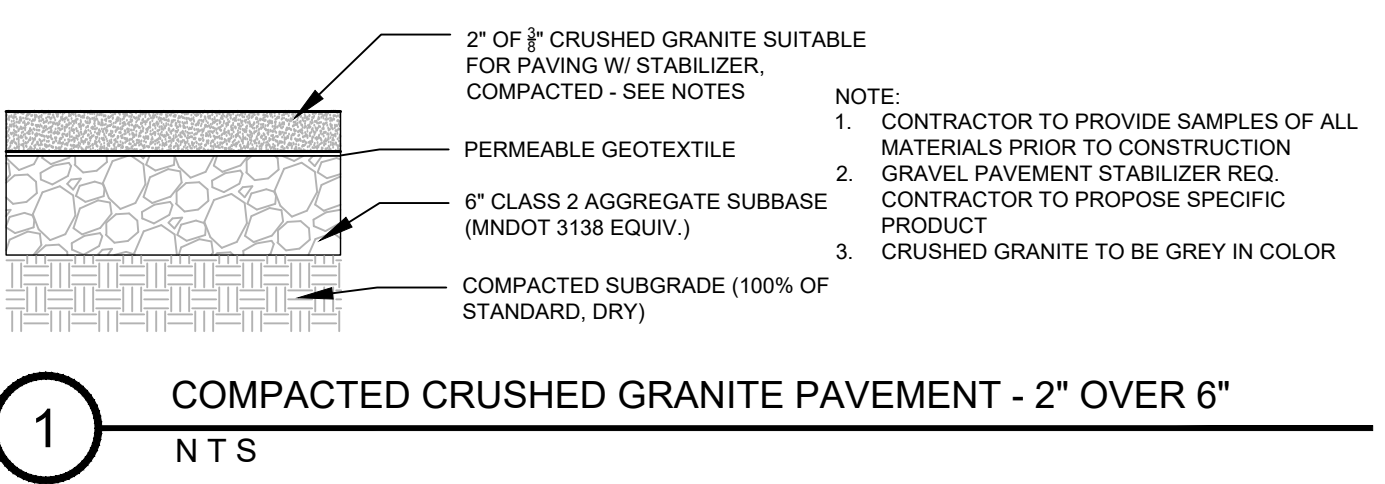 2" OF 3/8" CRUSHED GRANITE SUITABLE
FOR PAVING W/ STABILIZER,
COMPACTED - SEE NOTES
PERMEABLE GEOTEXTILE
6" CLASS 2 AGGREGATE SUBBASE
(MNDOT 3138 EQUIV.)
COMPACTED SUBGRADE (100% OF
STANDARD, DRY)
NOTE:
1. CONTRACTOR TO PROVIDE SAMPLES OF ALL
MATERIALS PRIOR TO CONSTRUCTION
2. GRAVEL PAVEMENT STABILIZER REQ.
CONTRACTOR TO PROPOSE SPECIFIC
PRODUCT
3. CRUSHED GRANITE TO BE GREY IN COLOR
1
COMPACTED CRUSHED GRANITE PAVEMENT - 2" OVER 6"
N T S